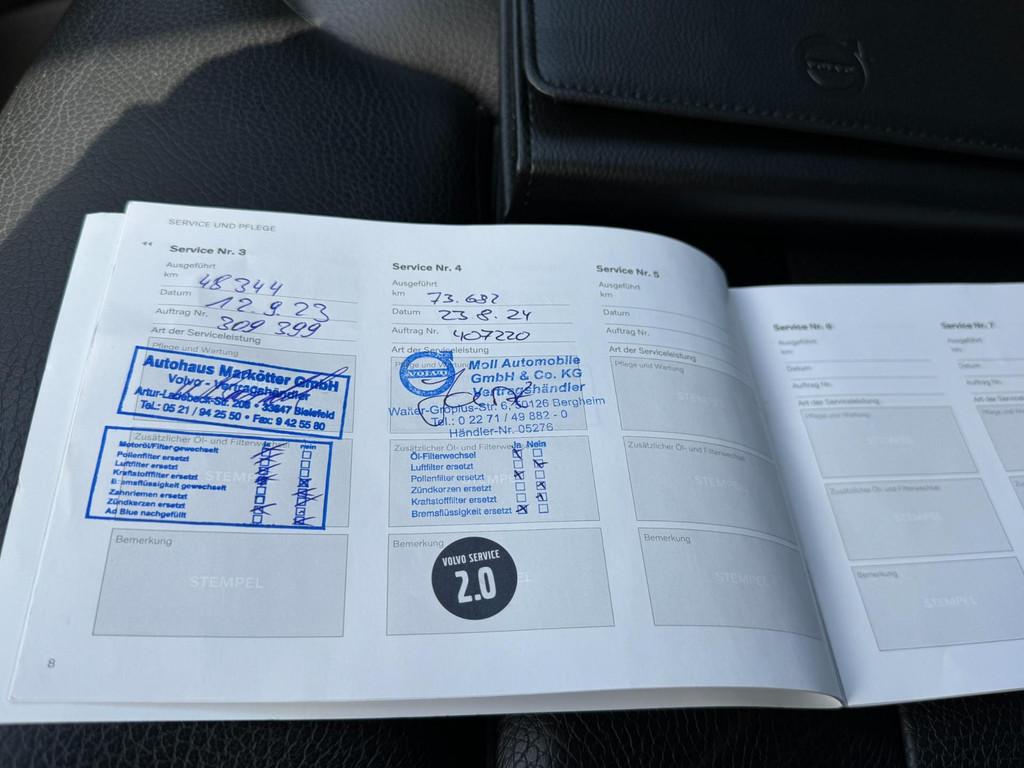 SERVICE UND PFLEGE
Service Nr. 3
Ausgeführt
km 48344
Datum 12.9.23
Auftrag Nr. 309 399
Art der Serviceleistung
Pflege und Wartung
Autohaus Markötter GmbH
Volvo - Vertragshändler
Artur-Ladebeck-Str. 206 • 33647 Bielefeld
Tel.: 05 21 / 94 25 50 • Fax: 9 42 55 80
Zusätzlicher Öl- und Filterwechsel
Ja Nein
Motoröl/Filter gewechselt
Pollenfilter ersetzt
Luftfilter ersetzt
Kraftstofffilter ersetzt
Bremsflüssigkeit gewechselt
Zahnriemen ersetzt
Zündkerzen ersetzt
Ad Blue nachgefüllt
Bemerkung
STEMPEL
8
Service Nr. 4
Ausgeführt
km 73.682
Datum 23.8.24
Auftrag Nr. 407220
Art der Serviceleistung
Pflege und Wartung
VOLVO
Moll Automobile
GmbH & Co. KG
Vertragshändler
Walter-Gropius-Str. 6, 50126 Bergheim
Tel.: 0 22 71 / 49 882 - 0
Händler-Nr. 05276
Zusätzlicher Öl- und Filterwechsel
Ja Nein
Öl-Filterwechsel
Luftfilter ersetzt
Pollenfilter ersetzt
Zündkerzen ersetzt
Kraftstofffilter ersetzt
Bremsflüssigkeit ersetzt
Bemerkung
VOLVO SERVICE
2.0
Service Nr. 5
Ausgeführt
km
Datum
Auftrag Nr.
Art der Serviceleistung
Pflege und Wartung
Zusätzlicher Öl- und Filterwechsel
STEMPEL
Bemerkung
STEMPEL
Service Nr. 6
Ausgeführt
km
Datum
Auftrag Nr.
Art der Serviceleistung
Pflege und Wartung
STEMPEL
Zusätzlicher Öl- und Filterwechsel
STEMPEL
Bemerkung
STEMPEL
Service Nr. 7
Ausgeführt
km
Datum
Auftrag Nr.
Art der Serviceleistung
VOLVO